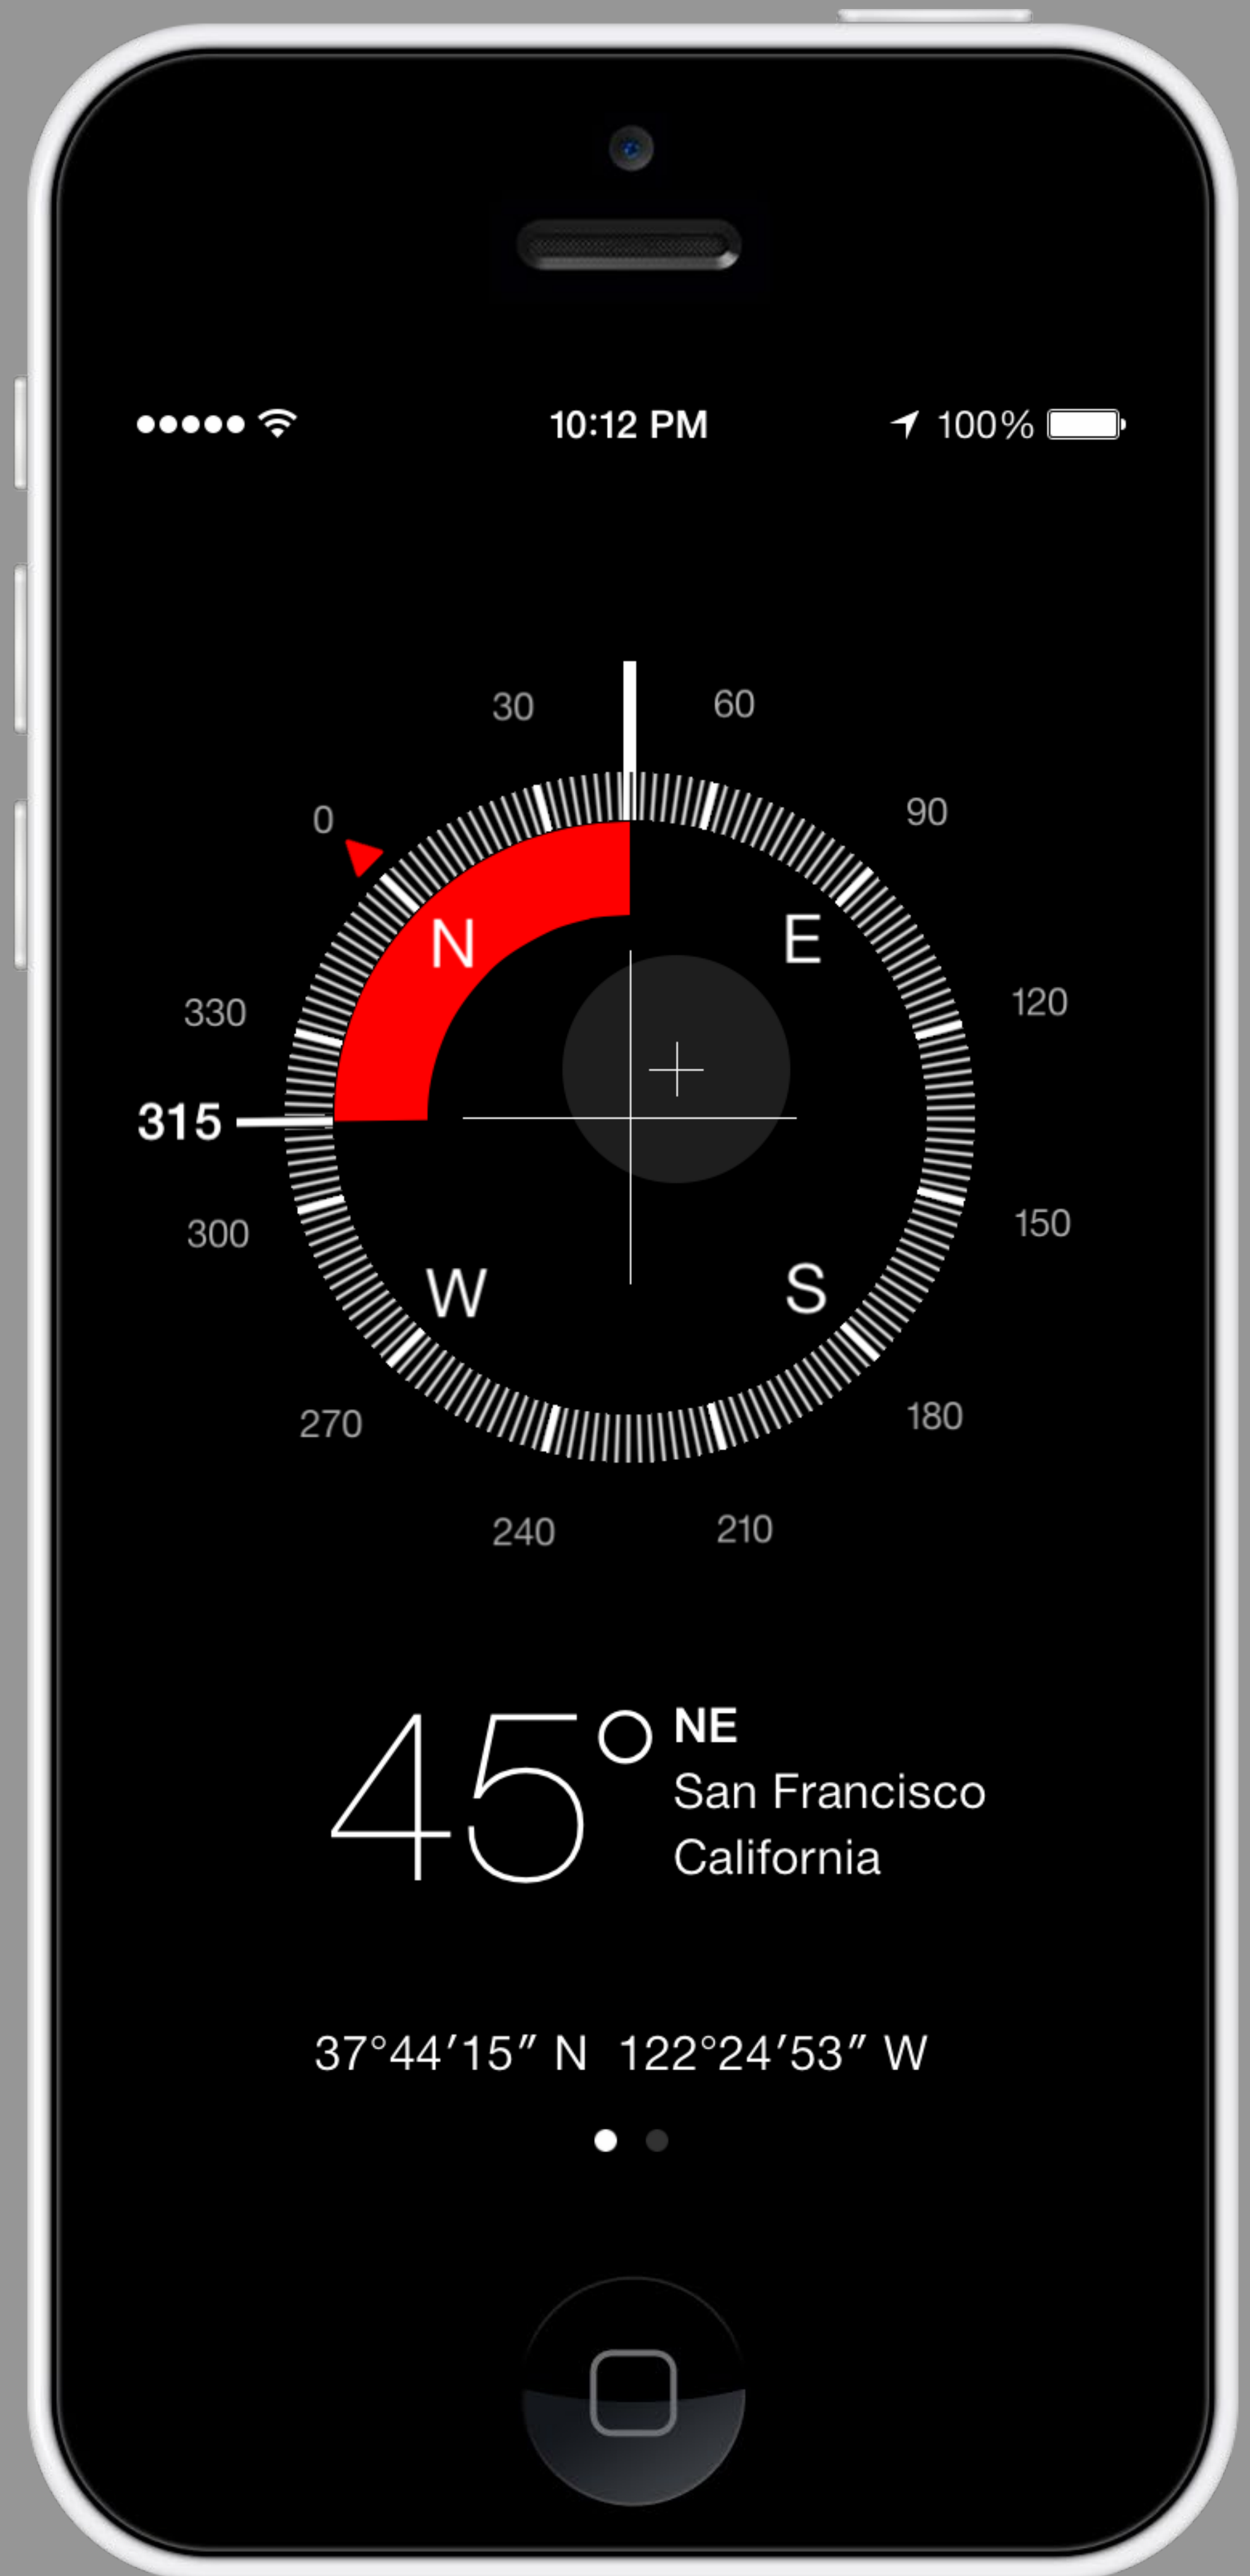 10:12 PM 100%
30 60
0 90
N E
330 120
315
300 150
W S
270 180
240 210
45° NE
San Francisco
California
37°44′15″ N 122°24′53″ W